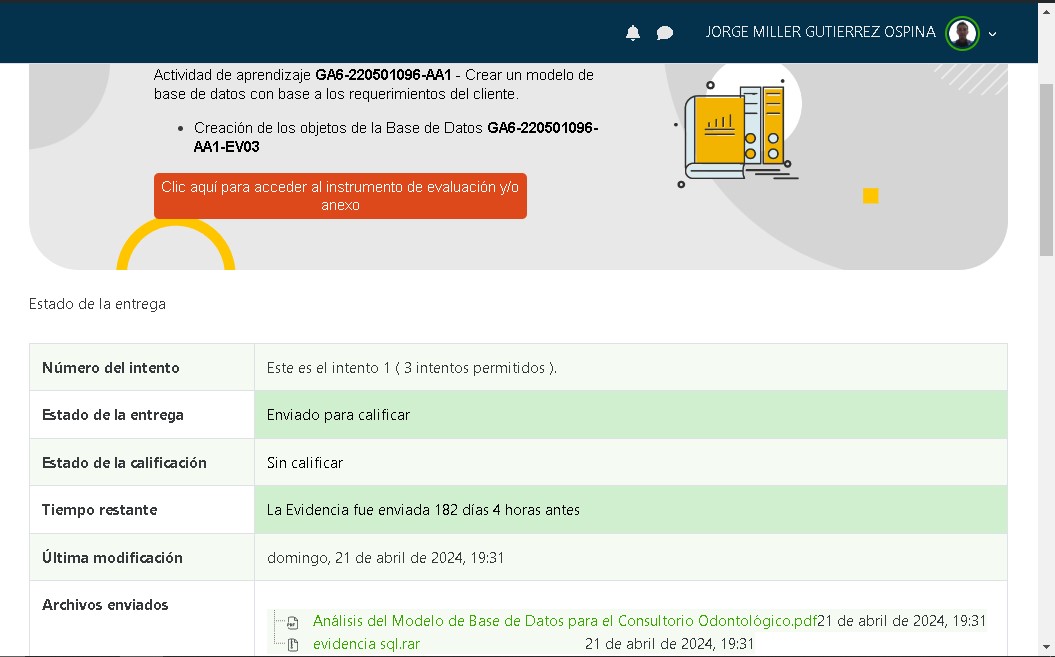 JORGE MILLER GUTIERREZ OSPINA
Actividad de aprendizaje GA6-220501096-AA1 - Crear un modelo de
base de datos con base a los requerimientos del cliente.
• Creación de los objetos de la Base de Datos GA6-220501096-
AA1-EV03
Clic aquí para acceder al instrumento de evaluación y/o
anexo
Estado de la entrega
Número del intento Este es el intento 1 ( 3 intentos permitidos ).
Estado de la entrega Enviado para calificar
Estado de la calificación Sin calificar
Tiempo restante La Evidencia fue enviada 182 días 4 horas antes
Última modificación domingo, 21 de abril de 2024, 19:31
Archivos enviados
Análisis del Modelo de Base de Datos para el Consultorio Odontológico.pdf21 de abril de 2024, 19:31
evidencia sql.rar 21 de abril de 2024, 19:31